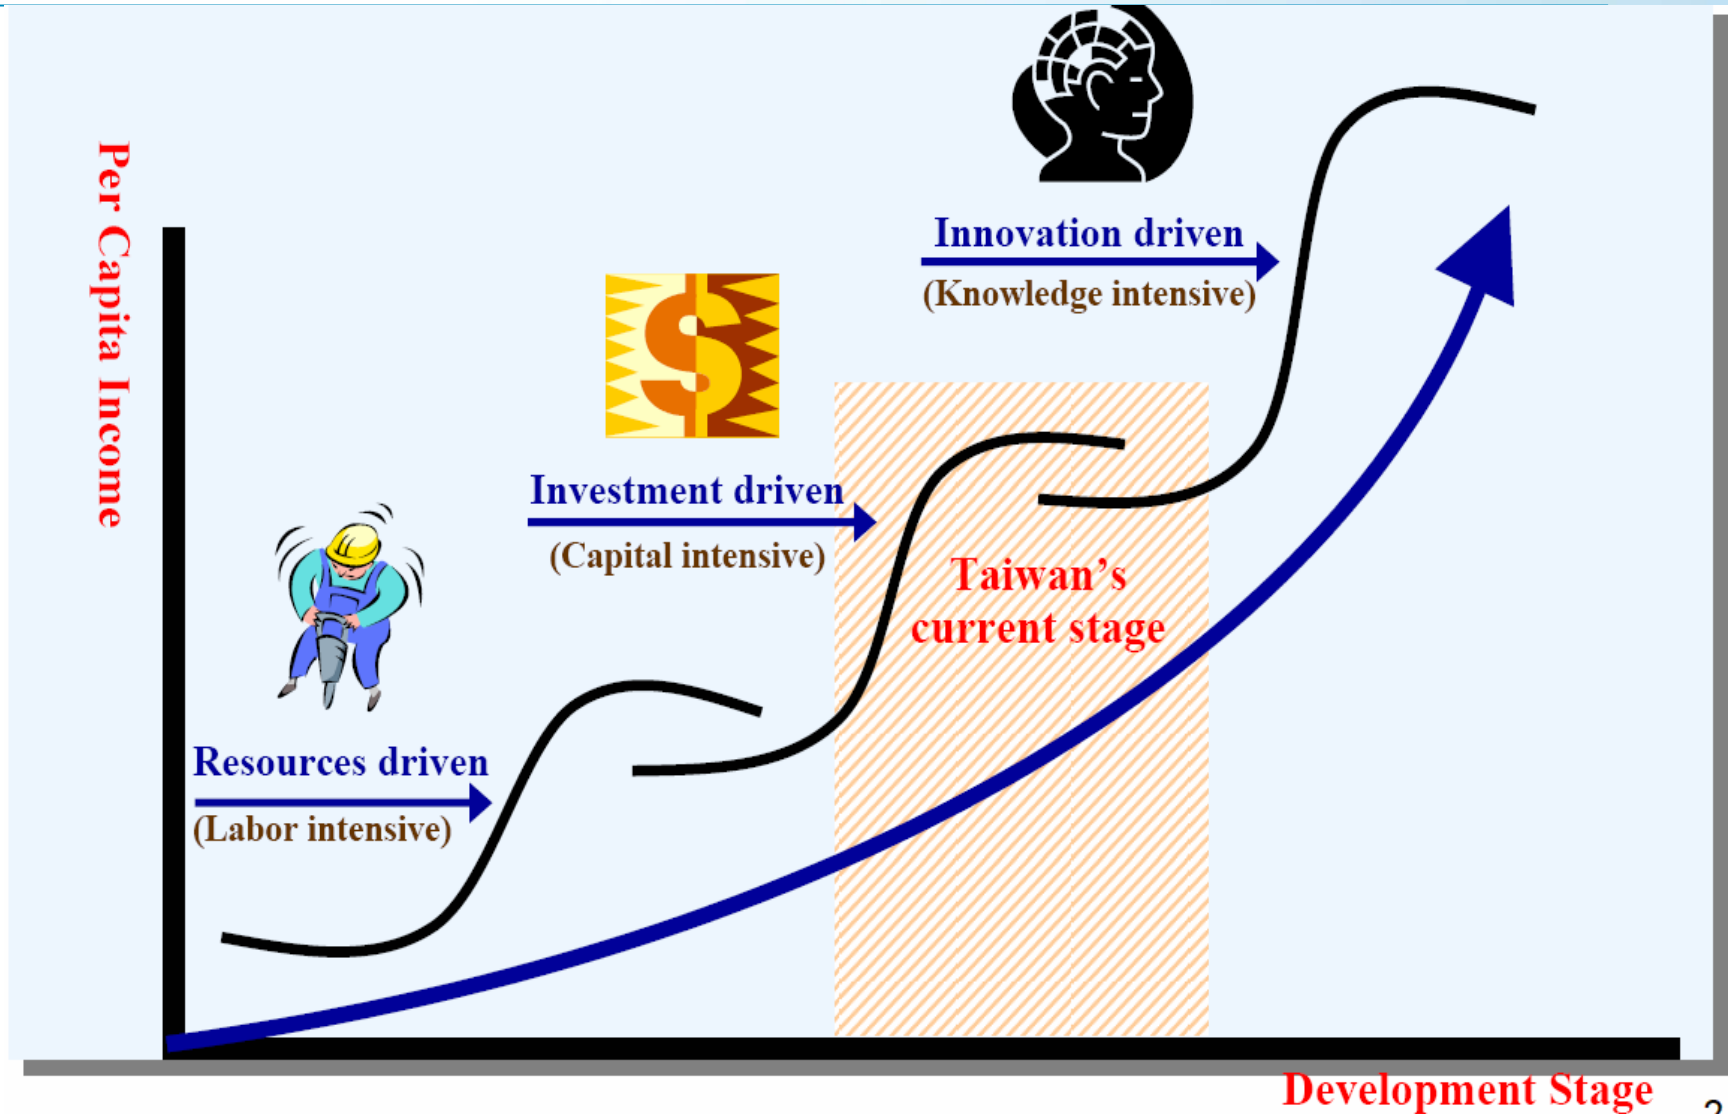 Per Capita Income
Innovation driven
(Knowledge intensive)
Investment driven
(Capital intensive)
Taiwan’s
current stage
Resources driven
(Labor intensive)
Development Stage